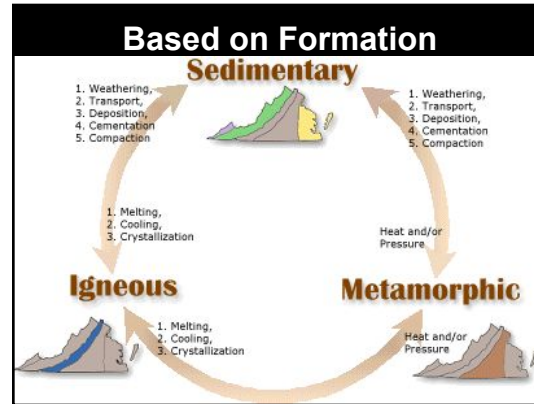 Based on Formation
Sedimentary
1. Weathering,
2. Transport,
3. Deposition,
4. Cementation
5. Compaction
1. Weathering,
2. Transport,
3. Deposition,
4. Cementation
5. Compaction
1. Melting,
2. Cooling,
3. Crystallization
Heat and/or
Pressure
Igneous
Metamorphic
1. Melting,
2. Cooling,
3. Crystallization
Heat and/or
Pressure